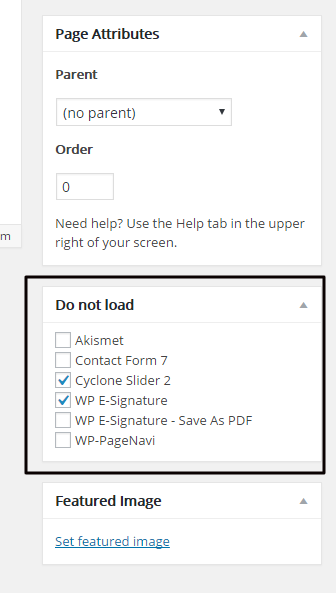 Page Attributes
Parent
(no parent)
Order
0
Need help? Use the Help tab in the upper
right of your screen.
m
Do not load
Akismet
Contact Form 7
Cyclone Slider 2
WP E-Signature
WP E-Signature - Save As PDF
WP-PageNavi
Featured Image
Set featured image